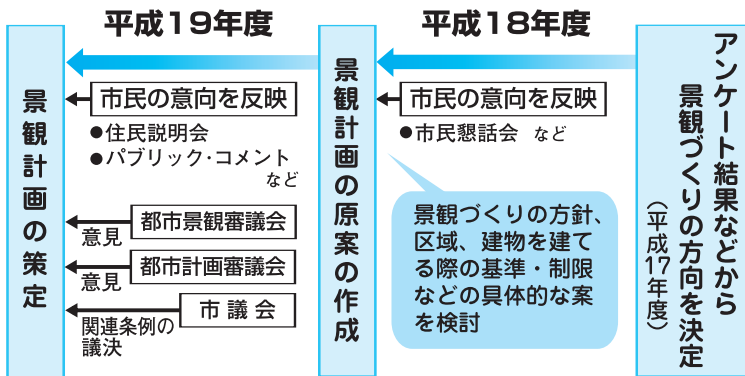 平成19年度
平成18年度
アンケート結果などから
景観づくりの方向を決定
（平成17年度）
市民の意向を反映
●市民懇話会 など
景観計画の原案の作成
景観づくりの方針、
区域、建物を建て
る際の基準・制限
などの具体的な案
を検討
市民の意向を反映
●住民説明会
●パブリック・コメント
など
都市景観審議会
意見
都市計画審議会
意見
市議会
関連条例の
議決
景観計画の策定